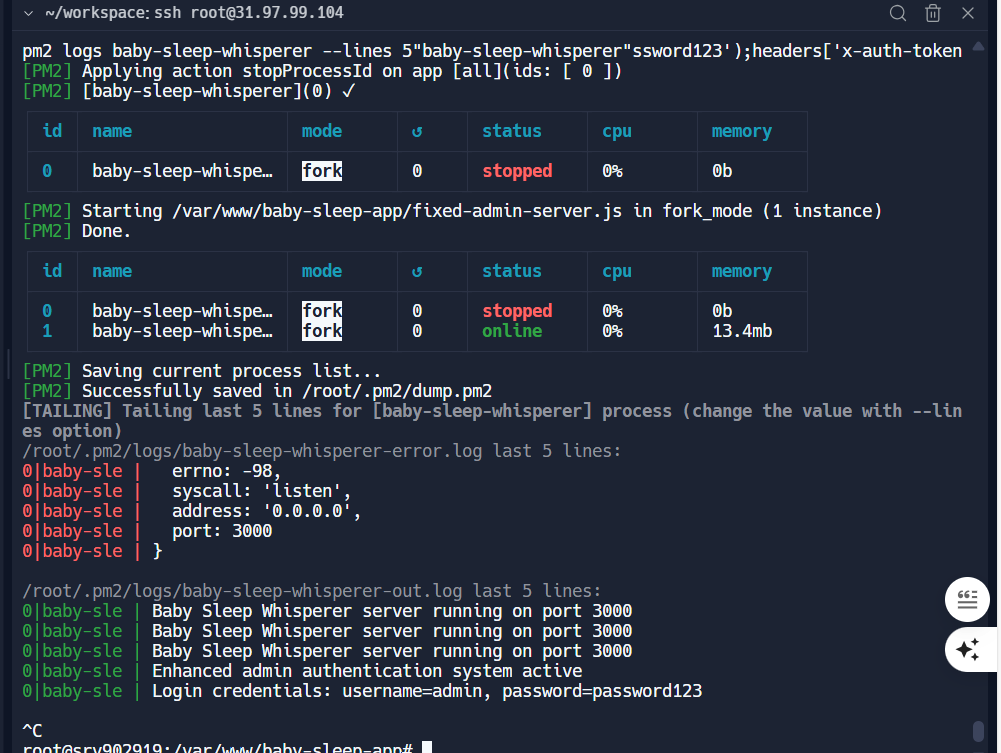 ~/workspace: ssh root@31.97.99.104
pm2 logs baby-sleep-whisperer --lines 5"baby-sleep-whisperer"ssword123');headers['x-auth-token
[PM2] Applying action stopProcessId on app [all](ids: [ 0 ])
[PM2] [baby-sleep-whisperer](0) ✓
id name mode ↺ status cpu memory
0 baby-sleep-whispe… fork 0 stopped 0% 0b
[PM2] Starting /var/www/baby-sleep-app/fixed-admin-server.js in fork_mode (1 instance)
[PM2] Done.
id name mode ↺ status cpu memory
0 baby-sleep-whispe… fork 0 stopped 0% 0b
1 baby-sleep-whispe… fork 0 online 0% 13.4mb
[PM2] Saving current process list...
[PM2] Successfully saved in /root/.pm2/dump.pm2
[TAILING] Tailing last 5 lines for [baby-sleep-whisperer] process (change the value with --lin
es option)
/root/.pm2/logs/baby-sleep-whisperer-error.log last 5 lines:
0|baby-sle |   errno: -98,
0|baby-sle |   syscall: 'listen',
0|baby-sle |   address: '0.0.0.0',
0|baby-sle |   port: 3000
0|baby-sle | }
/root/.pm2/logs/baby-sleep-whisperer-out.log last 5 lines:
0|baby-sle | Baby Sleep Whisperer server running on port 3000
0|baby-sle | Baby Sleep Whisperer server running on port 3000
0|baby-sle | Baby Sleep Whisperer server running on port 3000
0|baby-sle | Enhanced admin authentication system active
0|baby-sle | Login credentials: username=admin, password=password123
^C
root@srv902919:/var/www/baby-sleep-app#